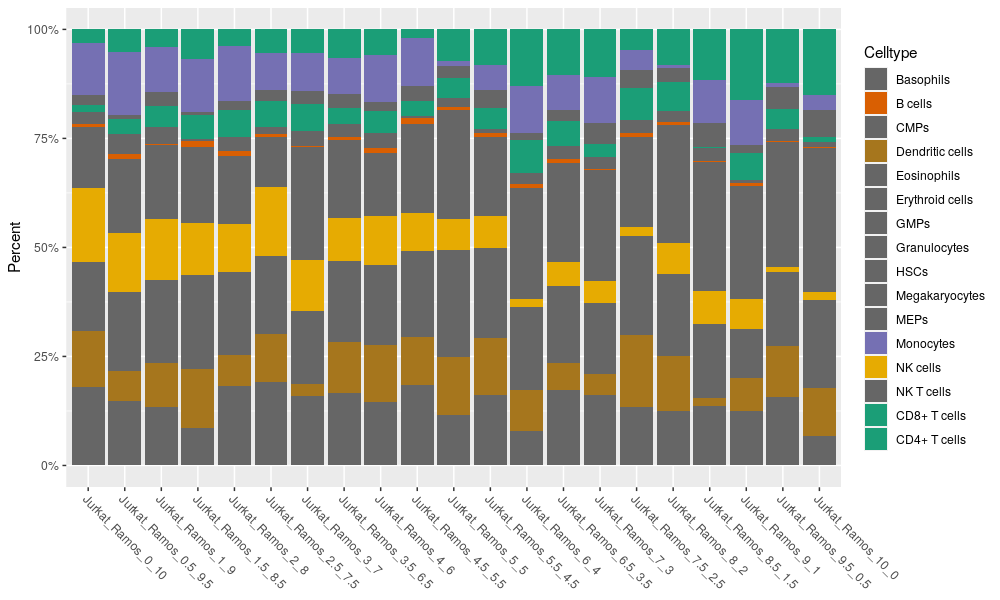 100%
75%
50%
25%
0%
Percent
Jurkat_Ramos_0_10
Jurkat_Ramos_0.5_9.5
Jurkat_Ramos_1_9
Jurkat_Ramos_1.5_8.5
Jurkat_Ramos_2_8
Jurkat_Ramos_2.5_7.5
Jurkat_Ramos_3_7
Jurkat_Ramos_3.5_6.5
Jurkat_Ramos_4_6
Jurkat_Ramos_4.5_5.5
Jurkat_Ramos_5_5
Jurkat_Ramos_5.5_4.5
Jurkat_Ramos_6_4
Jurkat_Ramos_6.5_3.5
Jurkat_Ramos_7_3
Jurkat_Ramos_7.5_2.5
Jurkat_Ramos_8_2
Jurkat_Ramos_8.5_1.5
Jurkat_Ramos_9_1
Jurkat_Ramos_9.5_0.5
Jurkat_Ramos_10_0
Celltype
Basophils
B cells
CMPs
Dendritic cells
Eosinophils
Erythroid cells
GMPs
Granulocytes
HSCs
Megakaryocytes
MEPs
Monocytes
NK cells
NK T cells
CD8+ T cells
CD4+ T cells